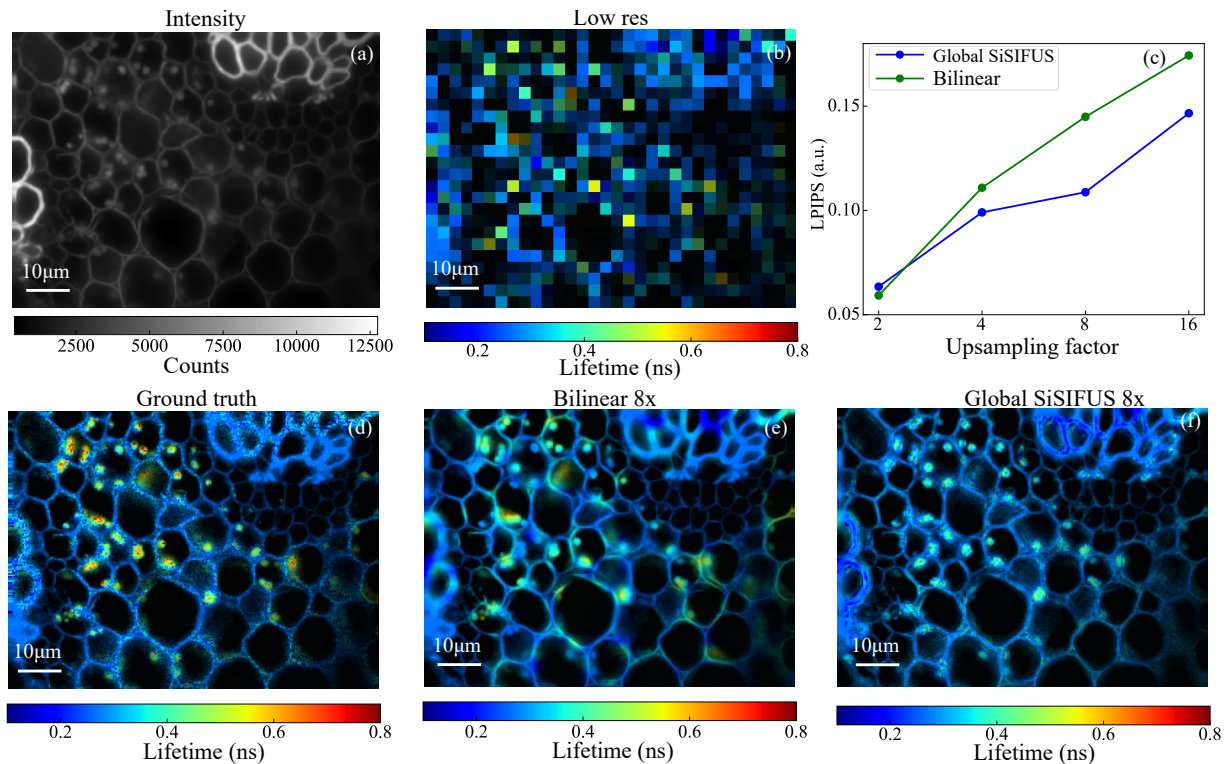 Intensity
(a)
10μm
2500 5000 7500 10000 12500
Counts
Low res
(b)
10μm
0.2 0.4 0.6 0.8
Lifetime (ns)
Global SiSIFUS
Bilinear
(c)
LPIPS (a.u.)
0.15
0.10
0.05
2 4 8 16
Upsampling factor
Ground truth
(d)
10μm
0.2 0.4 0.6 0.8
Lifetime (ns)
Bilinear 8x
(e)
10μm
0.2 0.4 0.6 0.8
Lifetime (ns)
Global SiSIFUS 8x
(f)
10μm
0.2 0.4 0.6 0.8
Lifetime (ns)